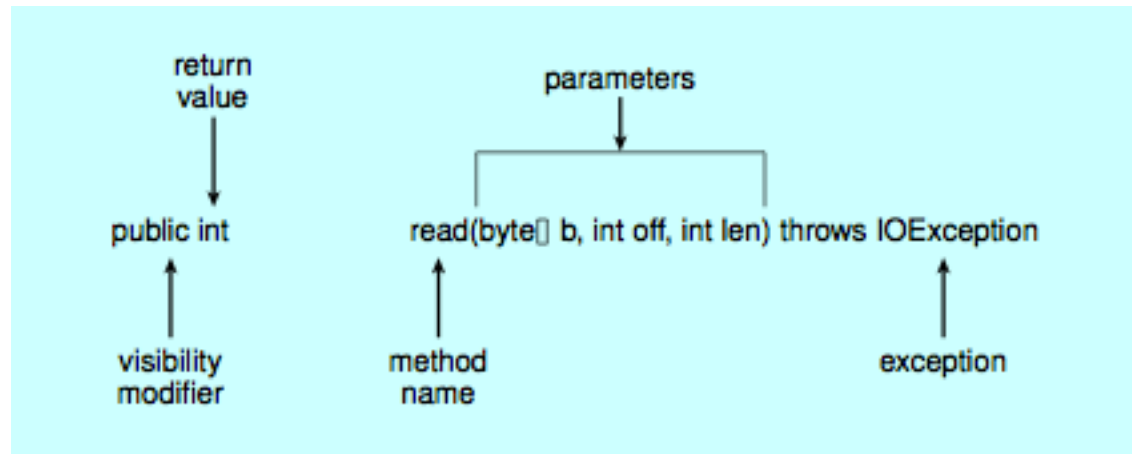 return
value
parameters
public int
read(byte[] b, int off, int len) throws IOException
visibility
modifier
method
name
exception